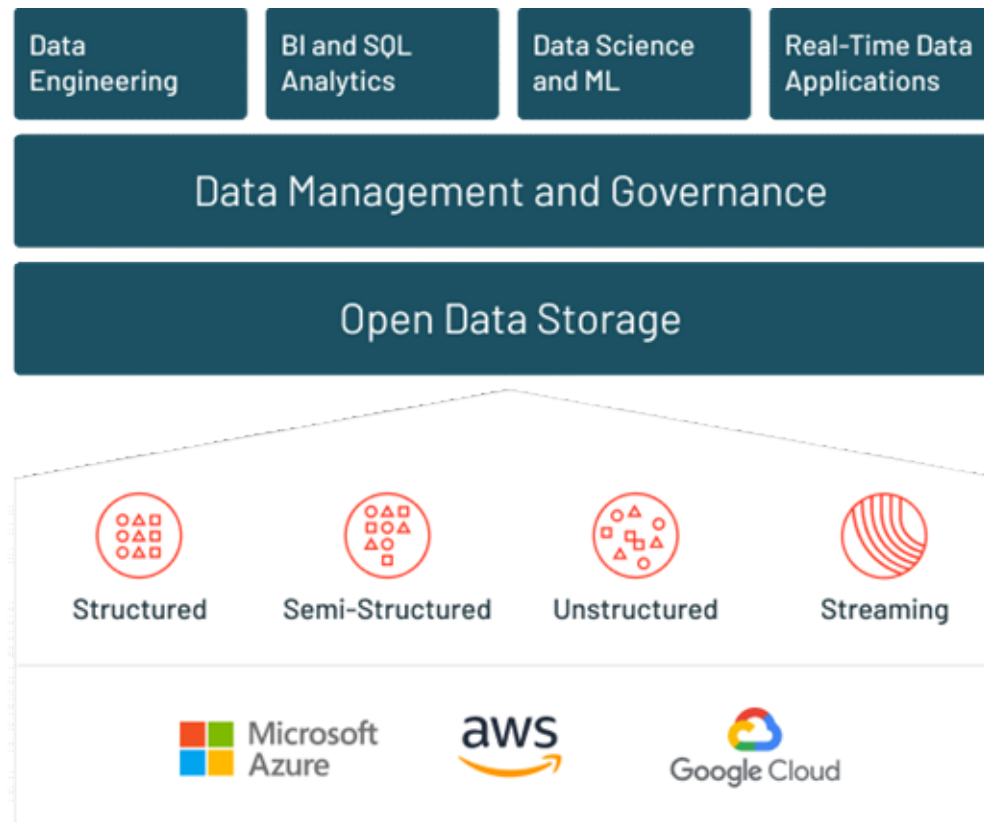 Data
Engineering
BI and SQL
Analytics
Data Science
and ML
Real-Time Data
Applications
Data Management and Governance
Open Data Storage
Structured
Semi-Structured
Unstructured
Streaming
Microsoft
Azure
aws
Google Cloud